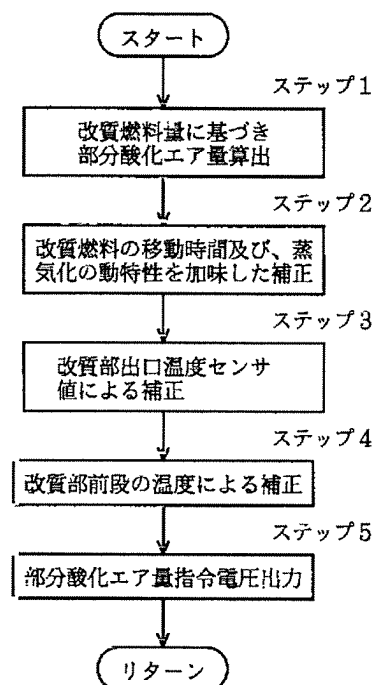 スタート
ステップ1
改質燃料量に基づき
部分酸化エア量算出
ステップ2
改質燃料の移動時間及び、蒸
気化の動特性を加味した補正
ステップ3
改質部出口温度センサ
値による補正
ステップ4
改質部前段の温度による補正
ステップ5
部分酸化エア量指令電圧出力
リターン